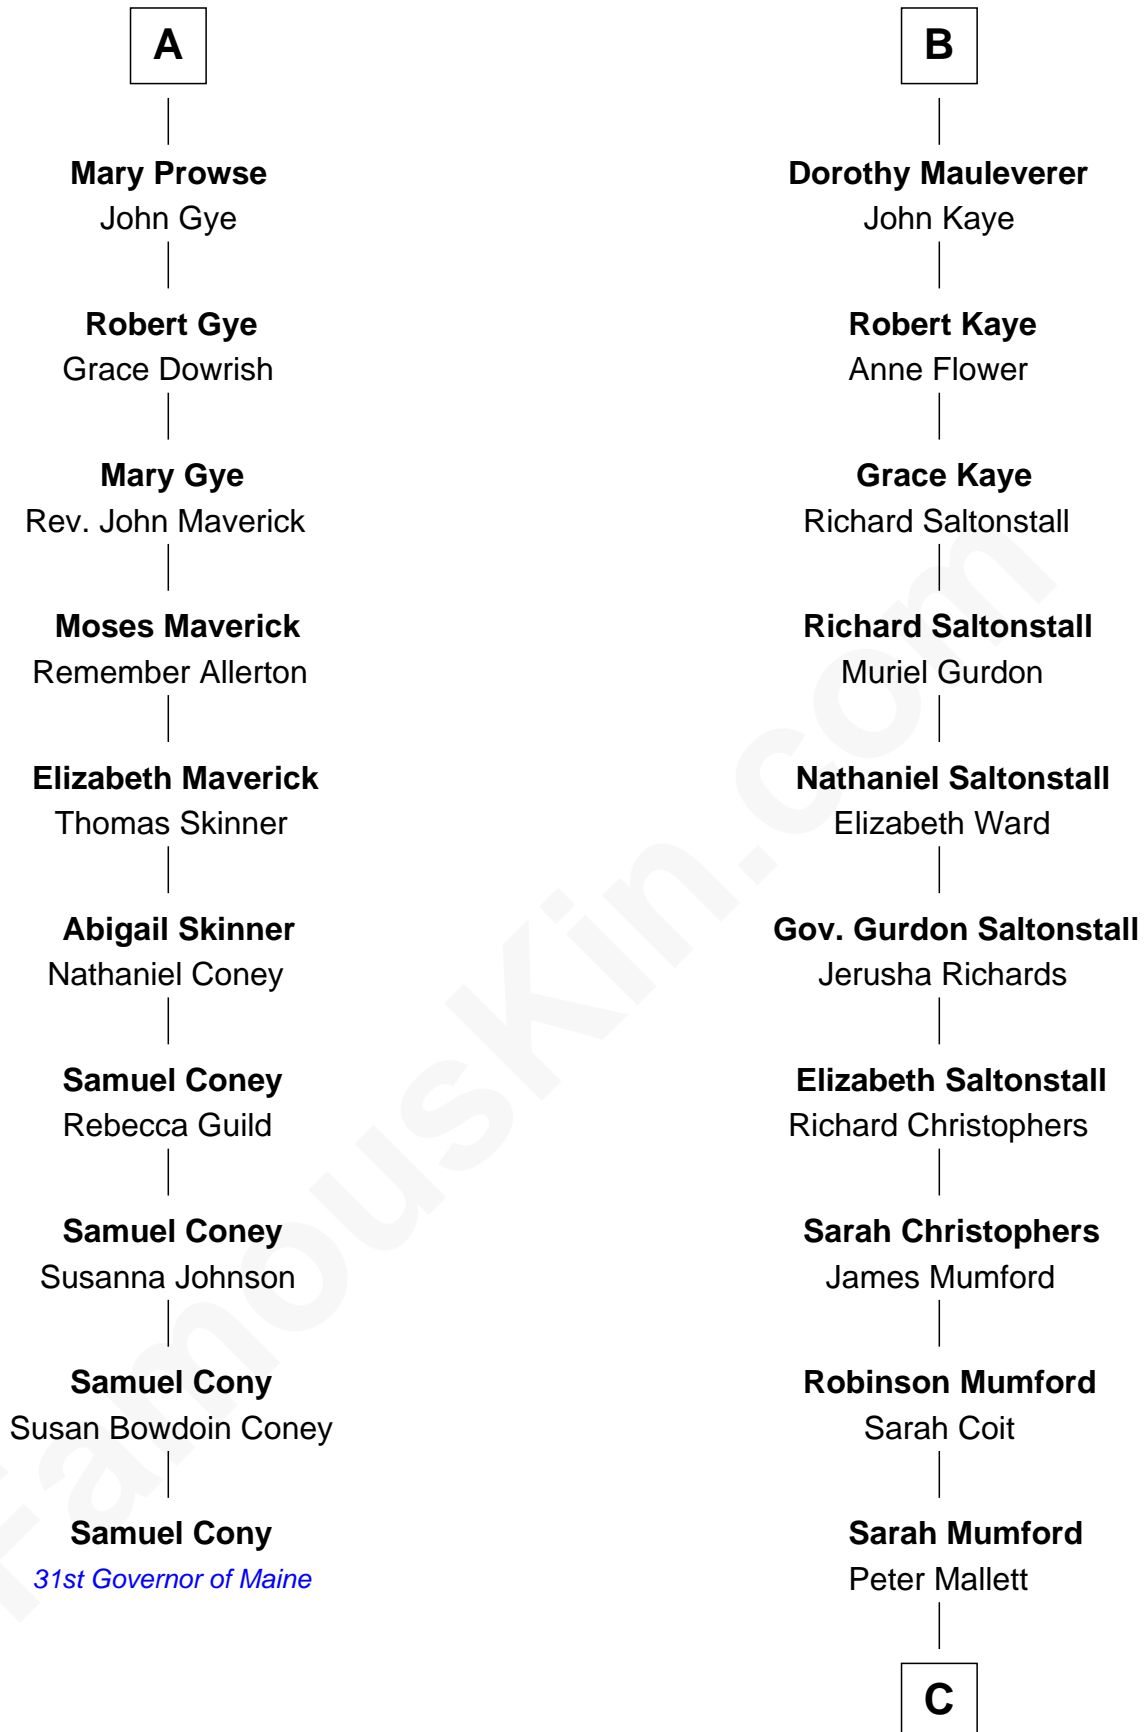 A
Mary Prowse
John Gye
Robert Gye
Grace Dowrish
Mary Gye
Rev. John Maverick
Moses Maverick
Remember Allerton
Elizabeth Maverick
Thomas Skinner
Abigail Skinner
Nathaniel Coney
Samuel Coney
Rebecca Guild
Samuel Coney
Susanna Johnson
Samuel Cony
Susan Bowdoin Coney
Samuel Cony
31st Governor of Maine
B
Dorothy Mauleverer
John Kaye
Robert Kaye
Anne Flower
Grace Kaye
Richard Saltonstall
Richard Saltonstall
Muriel Gurdon
Nathaniel Saltonstall
Elizabeth Ward
Gov. Gurdon Saltonstall
Jerusha Richards
Elizabeth Saltonstall
Richard Christophers
Sarah Christophers
James Mumford
Robinson Mumford
Sarah Coit
Sarah Mumford
Peter Mallett
C
FamousKin.com